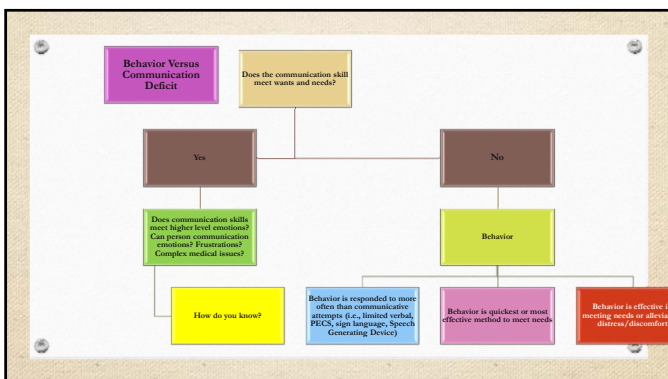 Behavior Versus
Communication
Deficit
Does the communication skill
meet wants and needs?
Yes
No
Does communication skills
meet higher level emotions?
Can person communication
emotions? Frustrations?
Complex medical issues?
Behavior
How do you know?
Behavior is responded to more
often than communicative
attempts (i.e., limited verbal,
PECS, sign language, Speech
Generating Device)
Behavior is quickest or most
effective method to meet needs
Behavior is effective
meeting needs or
distress/discomfort